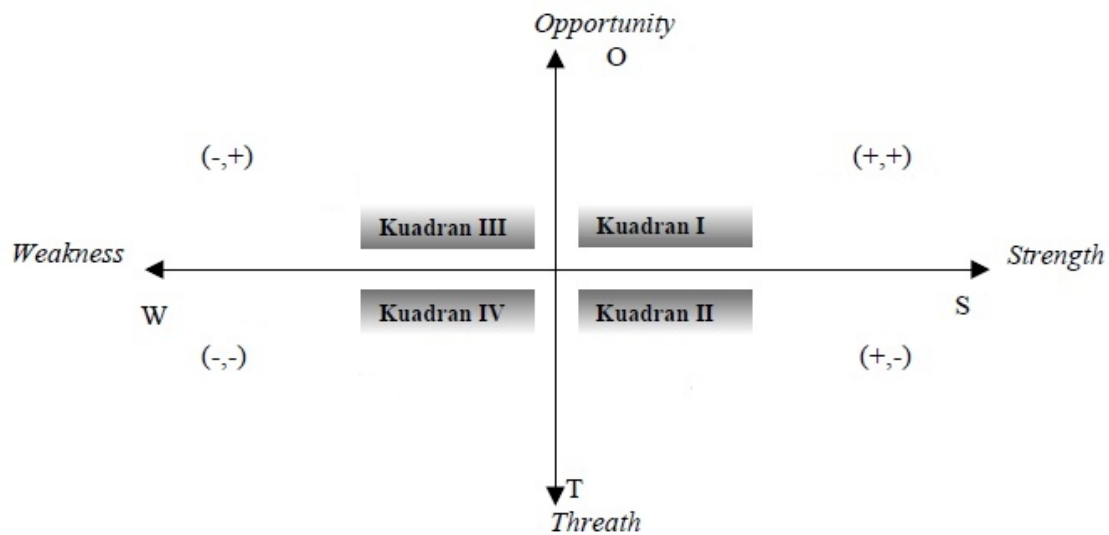 Opportunity
O
(-,+)
(+,+)
Kuadran III
Kuadran I
Weakness
Strength
W
Kuadran IV
Kuadran II
S
(-,-)
(+,-)
T
Threath